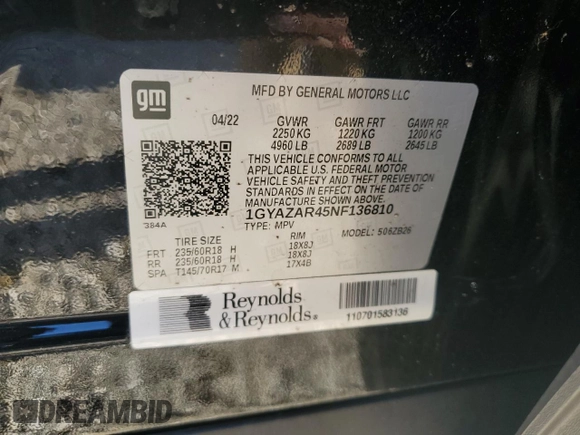 gm
MFD BY GENERAL MOTORS LLC
04/22 GVWR GAWR FRT GAWR RR
2250 KG 1220 KG 1200 KG
4960 LB 2689 LB 2645 LB
THIS VEHICLE CONFORMS TO ALL
APPLICABLE U.S. FEDERAL MOTOR
VEHICLE SAFETY AND THEFT PREVENTION
STANDARDS IN EFFECT ON THE DATE OF
MANUFACTURE SHOWN ABOVE.
1GYAZAR45NF136810
384A TYPE: MPV MODEL: 5062B26
TIRE SIZE RIM
FRT 235/60R18 H 18X8J
RR 235/60R18 H 18X8J
SPA T145/70R17 M 17X4B
Reynolds
& Reynolds®
110701583136
DREAMBID